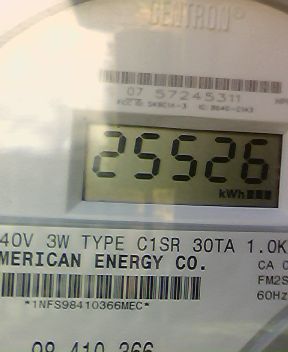 CENTRON®
07 57245311
25526
kWh
40V 3W TYPE C1SR 30TA 1.0K
MERICAN ENERGY CO.
CA 0
FM2S
60Hz
*1NFS98410366MEC*
98 410 366